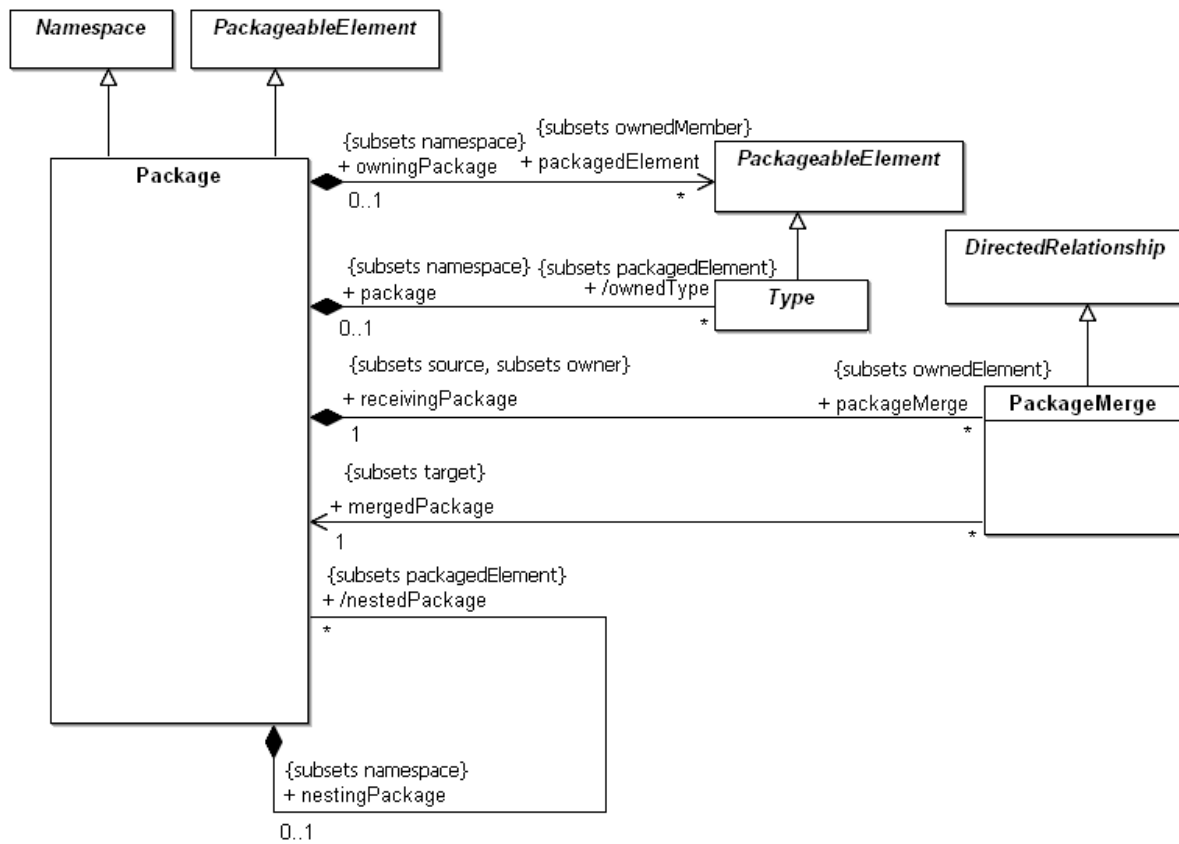 Namespace
PackageableElement
{subsets namespace}
{subsets ownedMember}
+ owningPackage
+ packagedElement
0..1
*
Package
PackageableElement
DirectedRelationship
{subsets namespace}
{subsets packagedElement}
+ package
+ /ownedType
0..1
*
Type
{subsets source, subsets owner}
{subsets ownedElement}
+ receivingPackage
+ packageMerge
1
*
PackageMerge
{subsets target}
+ mergedPackage
1
*
{subsets packagedElement}
+ /nestedPackage
*
{subsets namespace}
+ nestingPackage
0..1